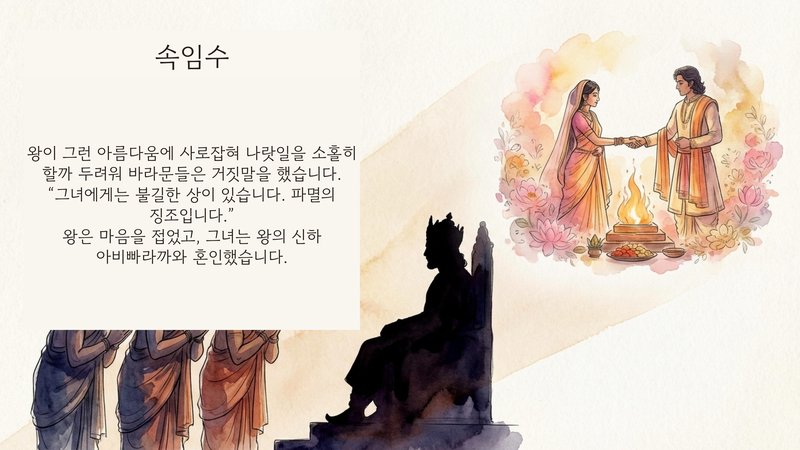 속임수
왕이 그런 아름다움에 사로잡혀 나랏일을 소홀히
할까 두려워 바라문들은 거짓말을 했습니다.
“그녀에게는 불길한 상이 있습니다. 파멸의
징조입니다.”
왕은 마음을 접었고, 그녀는 왕의 신하
아비빠라까와 혼인했습니다.